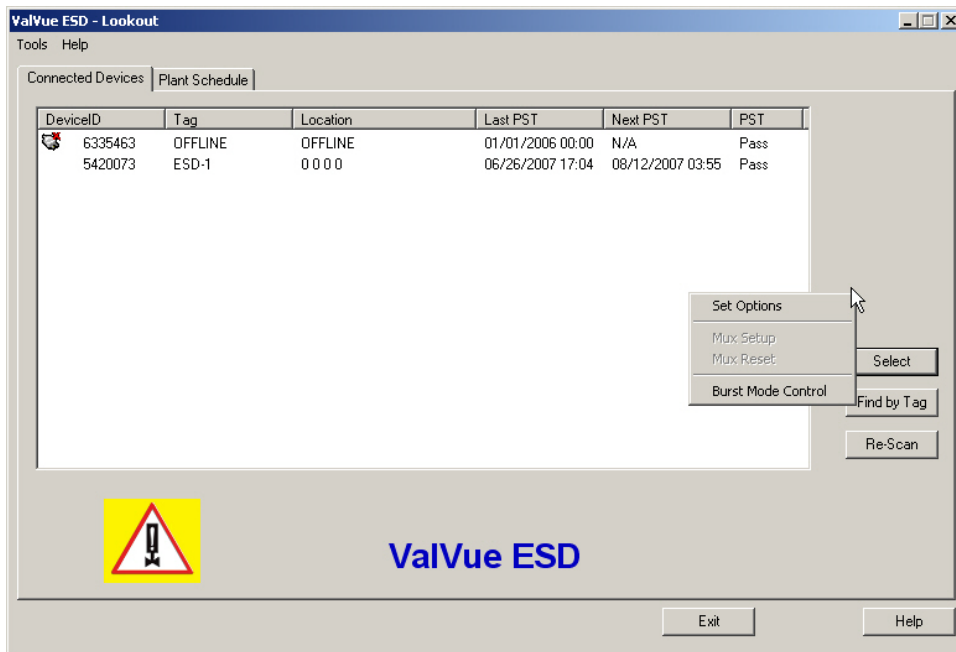 ValVue ESD - Lookout
Tools Help
Connected Devices Plant Schedule
DeviceID Tag Location Last PST Next PST PST
6335463 OFFLINE OFFLINE 01/01/2006 00:00 N/A Pass
5420073 ESD-1 0 0 0 0 06/26/2007 17:04 08/12/2007 03:55 Pass
Set Options
Mux Setup
Mux Reset
Burst Mode Control
Select
Find by Tag
Re-Scan
ValVue ESD
Exit Help